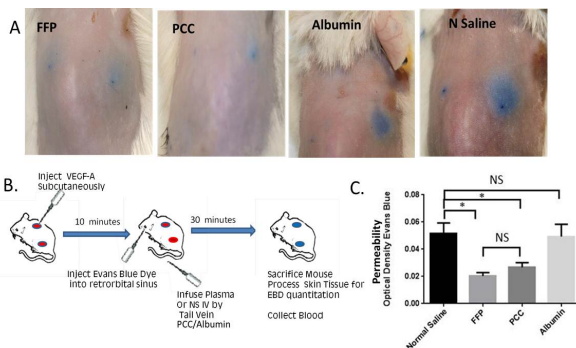 A
FFP
PCC
Albumin
N Saline
B.
Inject VEGF-A
Subcutaneously
10 minutes
30 minutes
Inject Evans Blue Dye
into retrorbital sinus
Infuse Plasma
Or NS IV by
Tail Vein
PCC/Albumin
Sacrifice Mouse
Process Skin Tissue for
EBD quantitation
Collect Blood
C.
NS
*
*
NS
Permeability
Optical Density Evans Blue
0.08
0.06
0.04
0.02
0.00
Normal Saline
FFP
PCC
Albumin